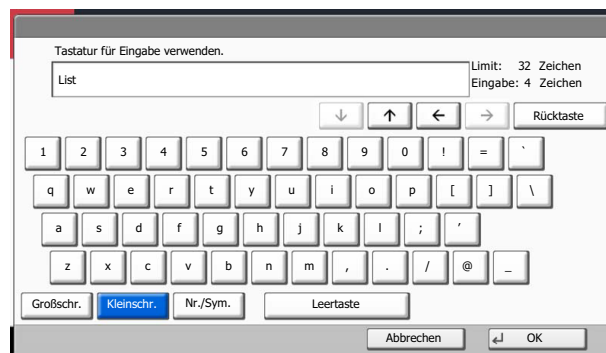 Tastatur für Eingabe verwenden.
Limit: 32 Zeichen
List
Eingabe: 4 Zeichen
↓ ↑ ← → Rücktaste
1 2 3 4 5 6 7 8 9 0 ! = `
q w e r t y u i o p [ ] \
a s d f g h j k l ; ’
z x c v b n m , . / @ _
Großschr. Kleinschr. Nr./Sym. Leertaste
Abbrechen OK